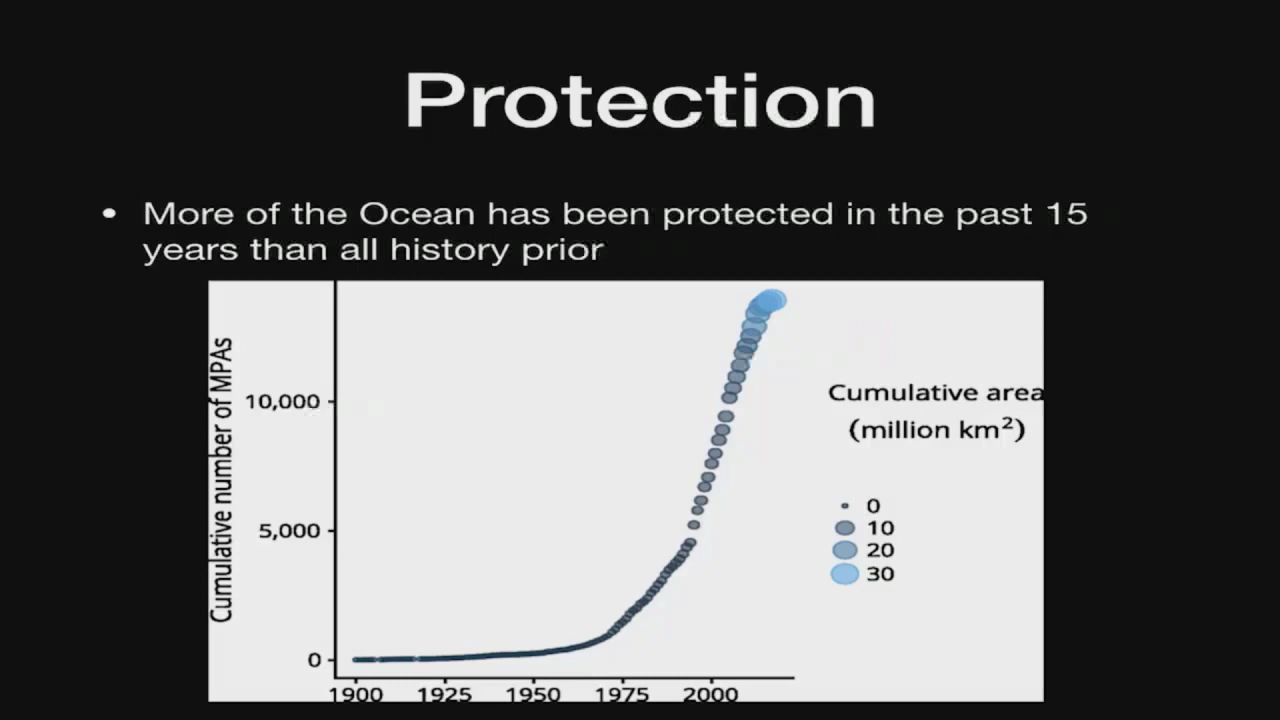 Protection
• More of the Ocean has been protected in the past 15
years than all history prior
Cumulative number of MPAs
10,000
5,000
0
1900 1925 1950 1975 2000
Cumulative area
(million km²)
0
10
20
30